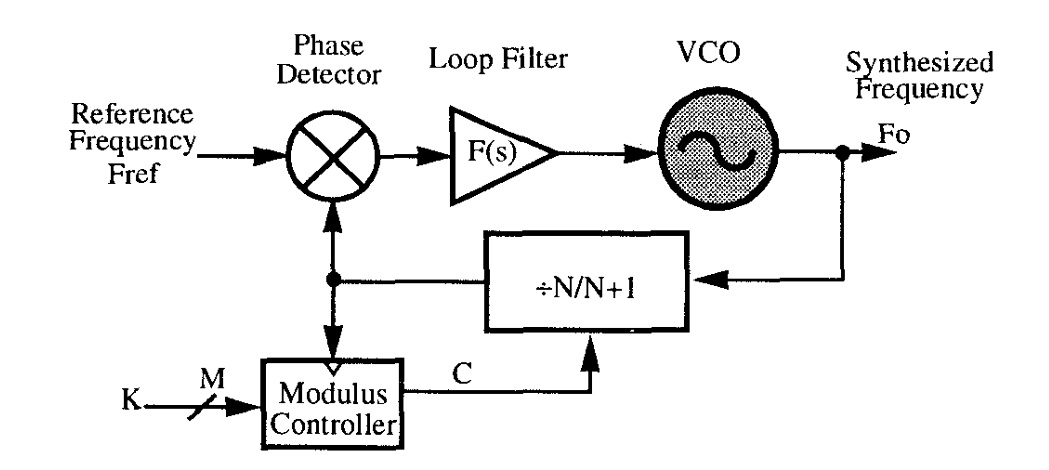 Phase
Detector
Loop Filter
VCO
Synthesized
Frequency
Fo
Reference
Frequency
Fref
F(s)
÷N/N+1
K
M
Modulus
Controller
C